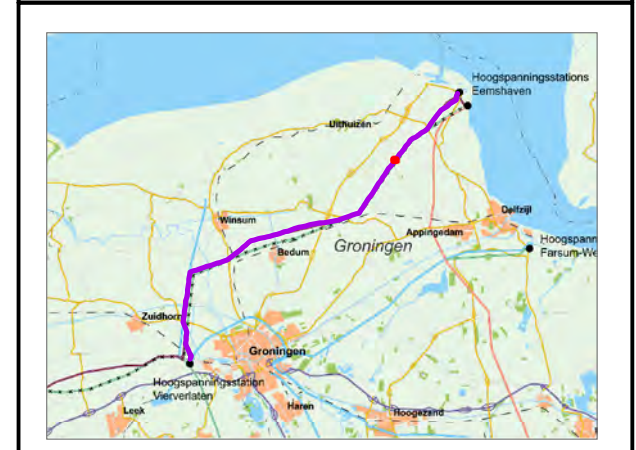 Hoogspanningsstations
Eemshaven
Uithuizen
Winsum
Delfzijl
Appingedam
Groningen
Bedum
Hoogspann
Farsum-We
Zuidhorn
Groningen
Hoogspanningsstation
Vierverlaten
Leek
Haren
Hoogezand